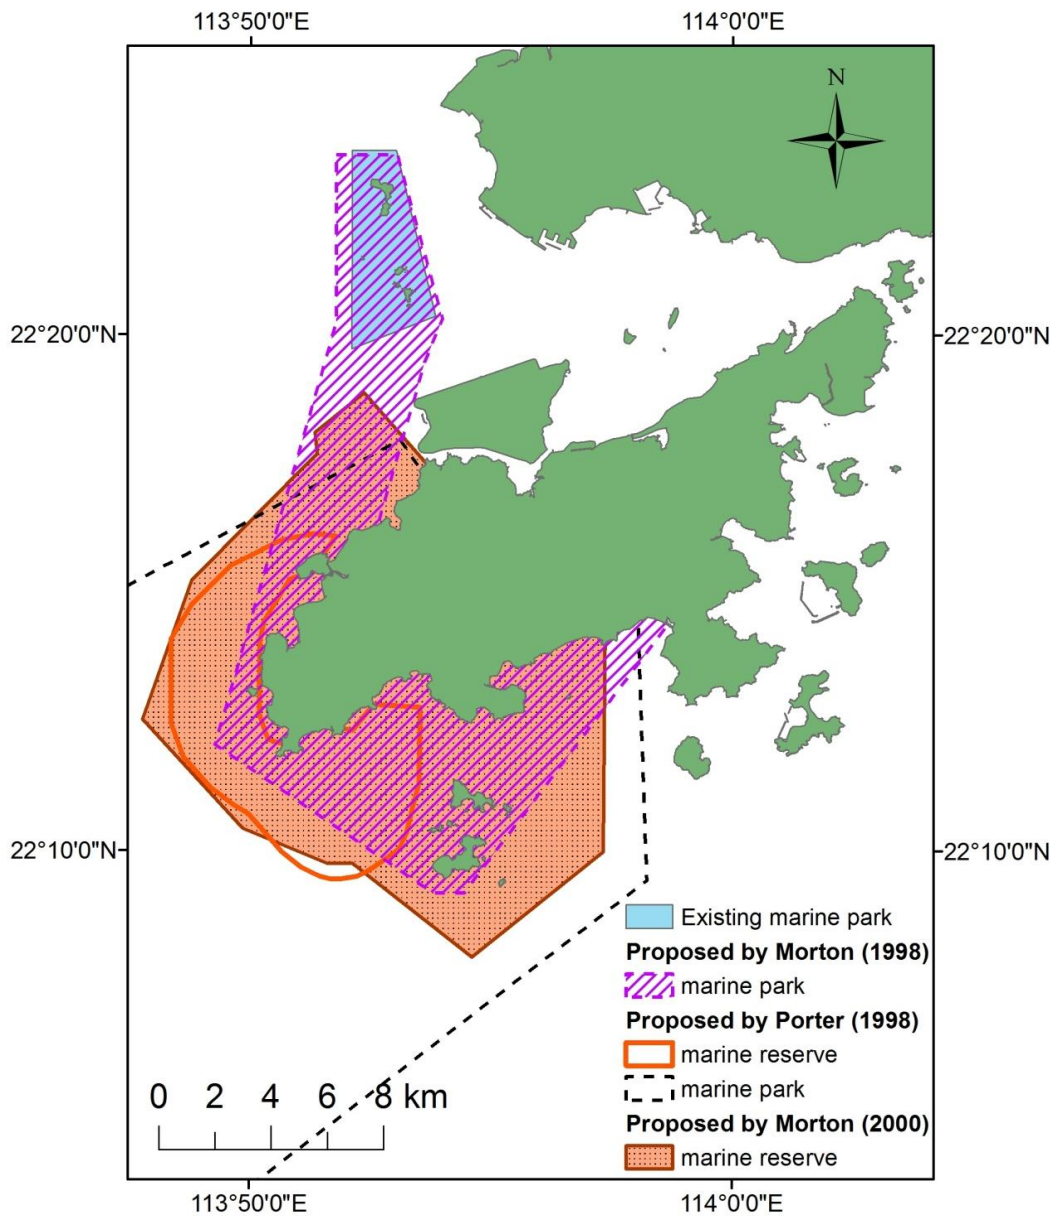 113°50'0"E 114°0'0"E
N
22°20'0"N 22°20'0"N
22°10'0"N 22°10'0"N
Existing marine park
Proposed by Morton (1998)
marine park
Proposed by Porter (1998)
marine reserve
marine park
Proposed by Morton (2000)
marine reserve
0 2 4 6 8 km
113°50'0"E 114°0'0"E